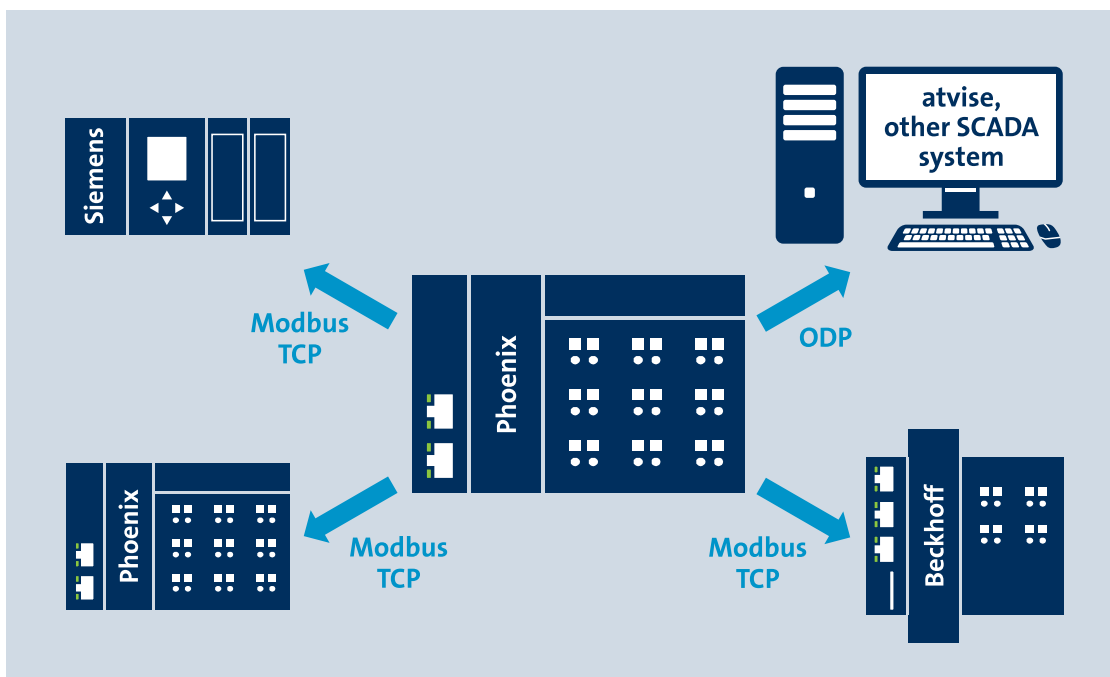 Siemens
atvise,
other SCADA
system
Modbus
TCP
Phoenix
ODP
Phoenix
Modbus
TCP
Modbus
TCP
Beckhoff